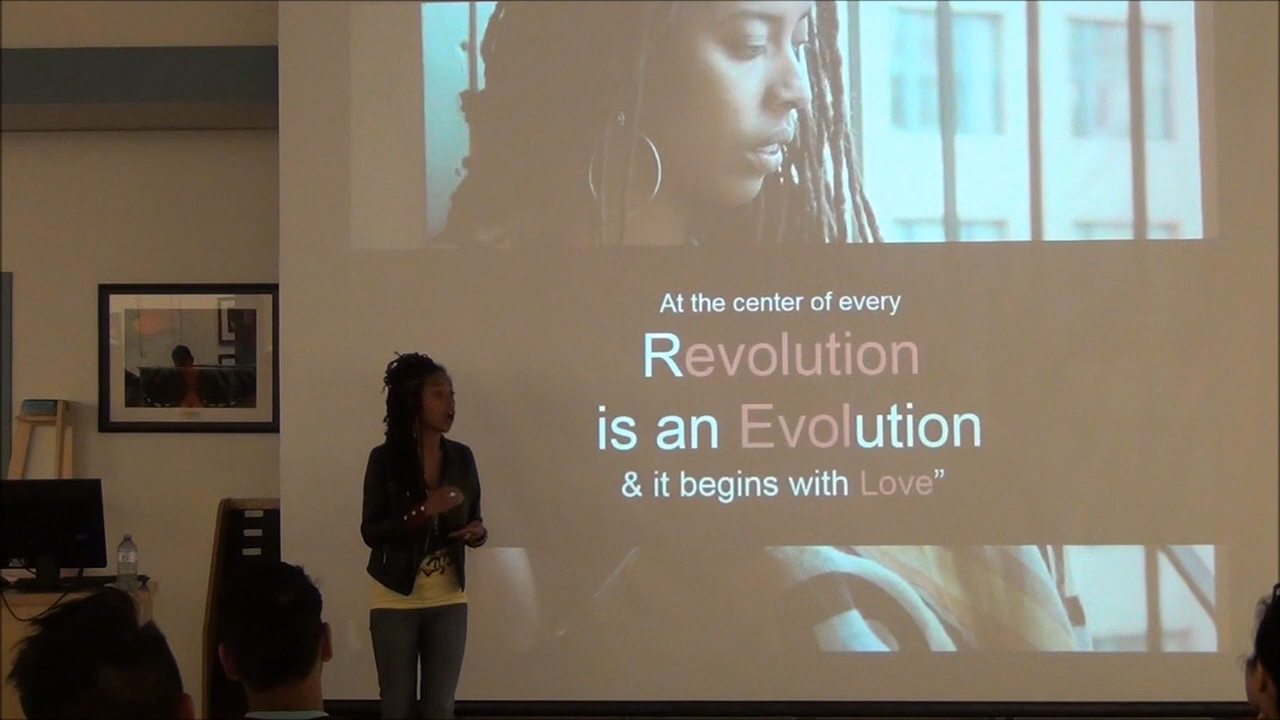 At the center of every
Revolution
is an Evolution
& it begins with Love”